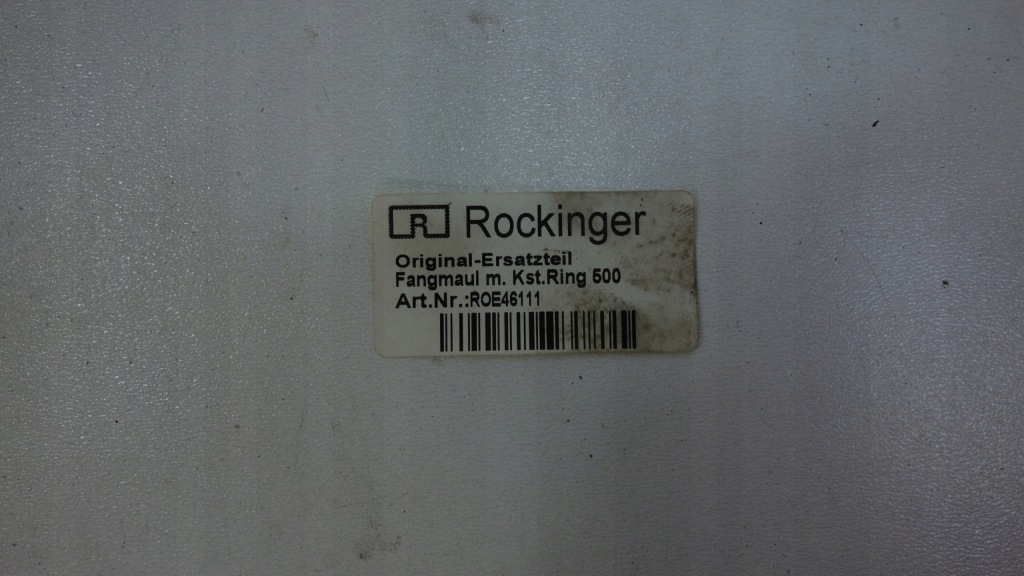 R Rockinger
Original-Ersatzteil
Fangmaul m. Kst.Ring 500
Art.Nr.:ROE46111